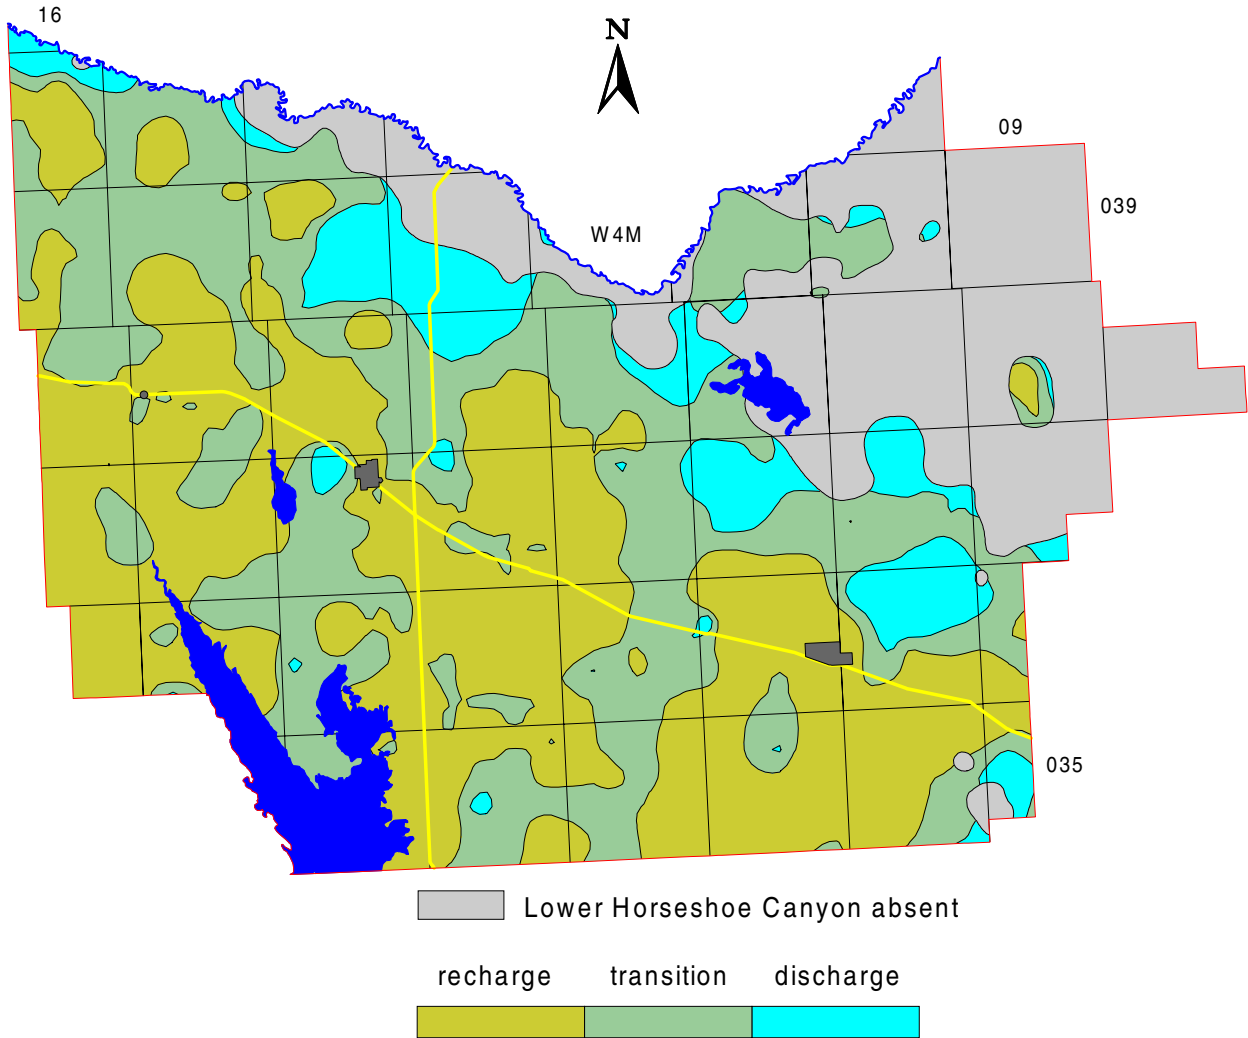 16
N
09
039
W4M
035
Lower Horseshoe Canyon absent
recharge transition discharge